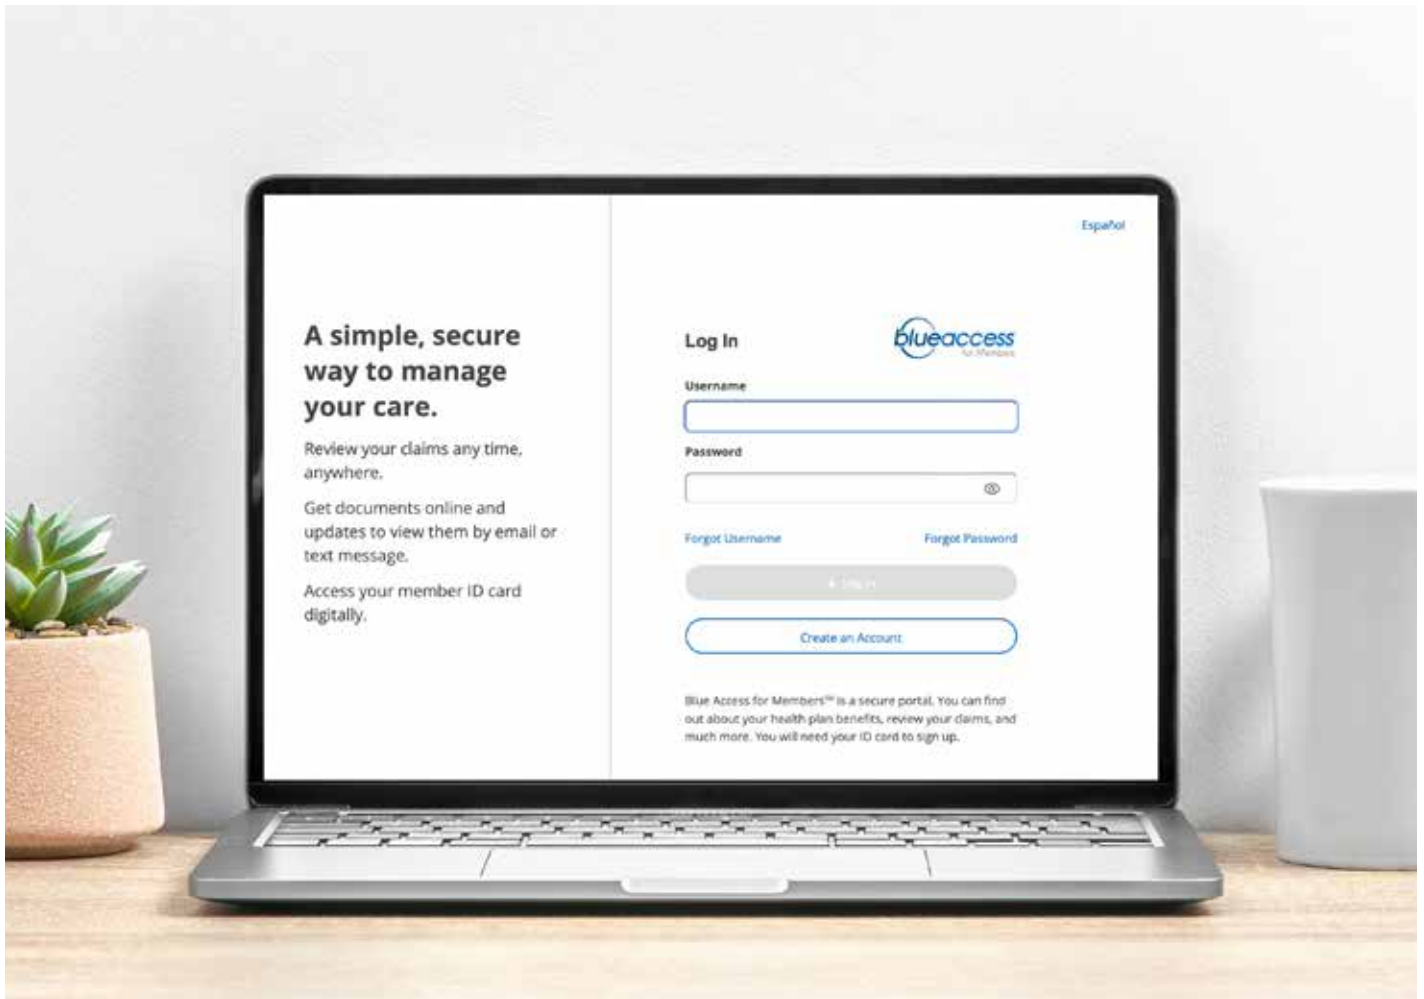 Español
A simple, secure
way to manage
your care.
Review your claims any time,
anywhere.
Get documents online and
updates to view them by email or
text message.
Access your member ID card
digitally.
Log In
blueaccess
for Members
Username
Password
Forgot Username
Forgot Password
Log In
Create an Account
Blue Access for Members℠ is a secure portal. You can find
out about your health plan benefits, review your claims, and
much more. You will need your ID card to sign up.